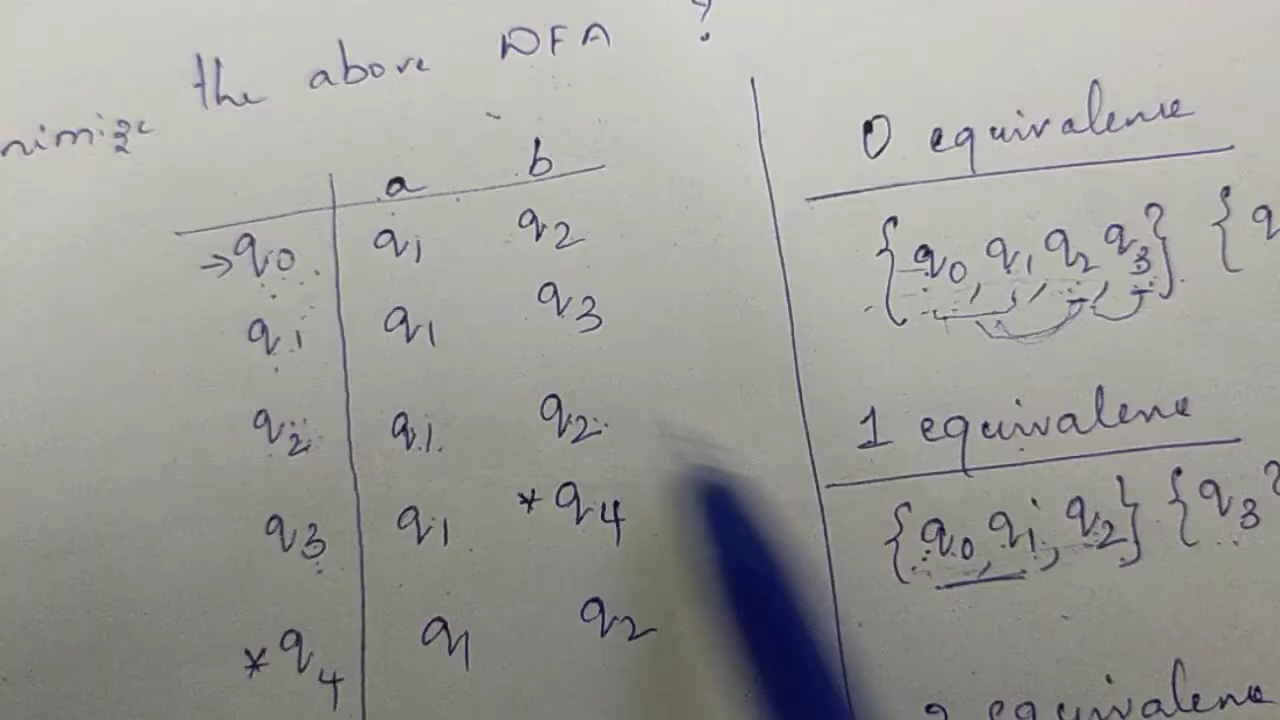 the above DFA ?
a b
→q0 q1 q2
q1 q1 q3
q2 q1 q2
q3 q1 *q4
*q4 q1 q2
0 equivalence
{q0, q1, q2, q3} {q
1 equivalence
{q0, q1, q2} {q3}
equivalence